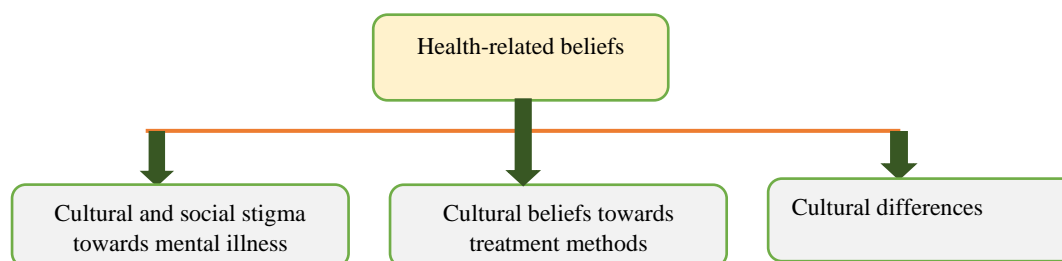 Health-related beliefs
Cultural and social stigma
towards mental illness
Cultural beliefs towards
treatment methods
Cultural differences